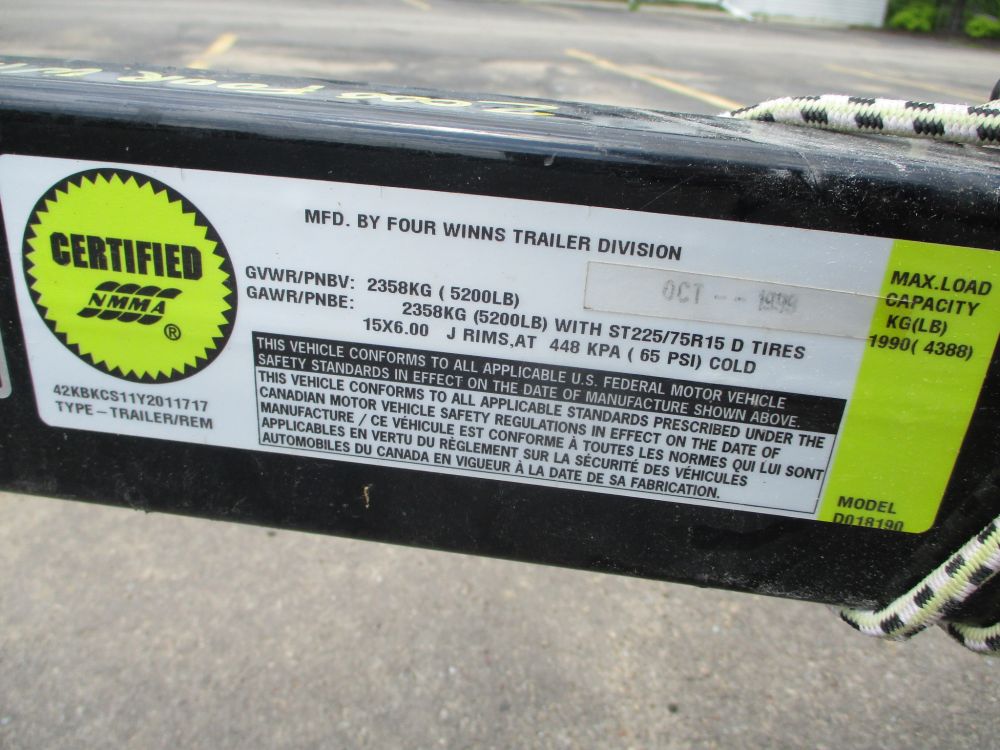 2000 FOUR WI
CERTIFIED
NMMA
®
42KBKCS11Y2011717
TYPE – TRAILER/REM
MFD. BY FOUR WINNS TRAILER DIVISION
OCT -- 1999
GVWR/PNBV: 2358KG ( 5200LB)
GAWR/PNBE: 2358KG (5200LB) WITH ST225/75R15 D TIRES
15X6.00 J RIMS,AT 448 KPA ( 65 PSI) COLD
THIS VEHICLE CONFORMS TO ALL APPLICABLE U.S. FEDERAL MOTOR VEHICLE
SAFETY STANDARDS IN EFFECT ON THE DATE OF MANUFACTURE SHOWN ABOVE.
THIS VEHICLE CONFORMS TO ALL APPLICABLE STANDARDS PRESCRIBED UNDER THE
CANADIAN MOTOR VEHICLE SAFETY REGULATIONS IN EFFECT ON THE DATE OF
MANUFACTURE / CE VÉHICULE EST CONFORME À TOUTES LES NORMES QUI LUI SONT
APPLICABLES EN VERTU DU RÈGLEMENT SUR LA SÉCURITÉ DES VÉHICULES
AUTOMOBILES DU CANADA EN VIGUEUR À LA DATE DE SA FABRICATION.
MAX.LOAD
CAPACITY
KG(LB)
1990( 4388)
MODEL
D018190